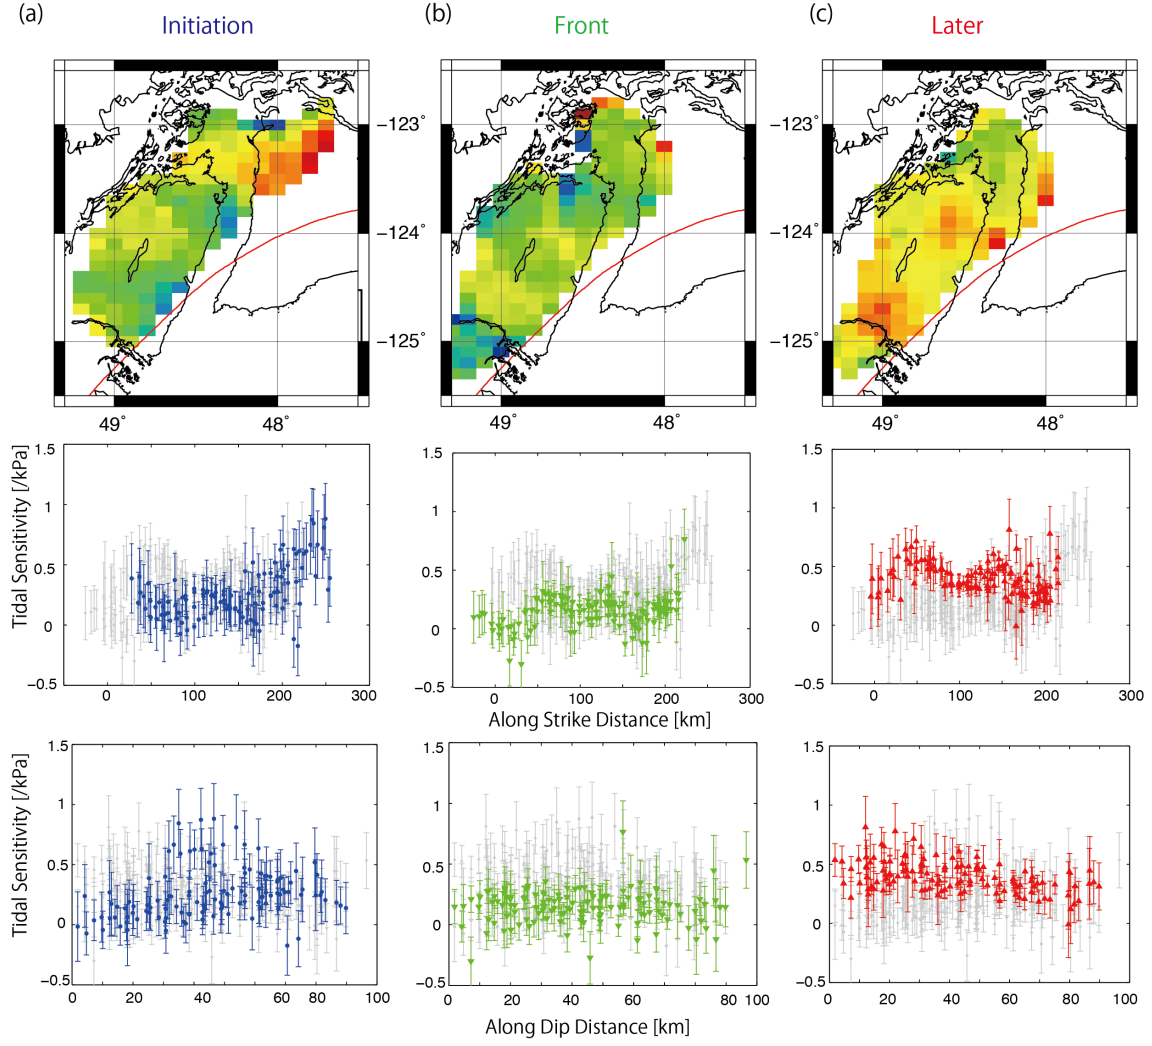 (a) Initiation (b) Front (c) Later
−123° −123°
−124° −124°
−125° −125°
49° 48° 49° 48° 49° 48°
Tidal Sensitivity [/kPa]
1.5 1 0.5 0 −0.5
0 100 200 300
1.5 1 0.5 0 −0.5
0 100 200 300
1.5 1 0.5 0 −0.5
0 100 200 300
Along Strike Distance [km]
Tidal Sensitivity [/kPa]
1.5 1 0.5 0 −0.5
0 20 40 60 80 100
1.5 1 0.5 0 −0.5
0 20 40 60 80 100
1.5 1 0.5 0 −0.5
0 20 40 60 80 100
Along Dip Distance [km]